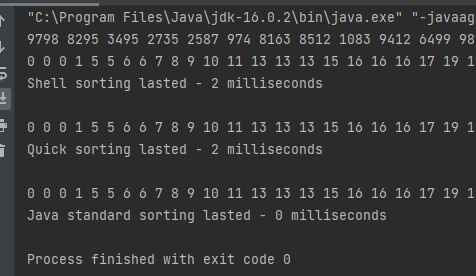 "C:\Program Files\Java\jdk-16.0.2\bin\java.exe" "-javaag
9798 8295 3495 2735 2587 974 8163 8512 1083 9412 6499 98
0 0 0 1 5 5 6 6 7 8 9 10 11 13 13 13 15 16 16 16 17 19 1
Shell sorting lasted - 2 milliseconds
0 0 0 1 5 5 6 6 7 8 9 10 11 13 13 13 15 16 16 16 17 19 1
Quick sorting lasted - 2 milliseconds
0 0 0 1 5 5 6 6 7 8 9 10 11 13 13 13 15 16 16 16 17 19 1
Java standard sorting lasted - 0 milliseconds
Process finished with exit code 0